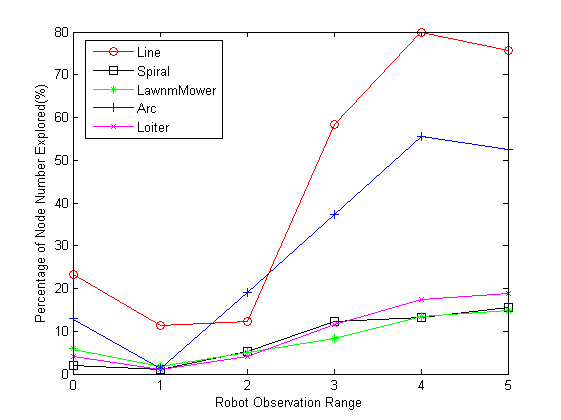 80
70
60
50
40
30
20
10
0
Percentage of Node Number Explored(%)
Line
Spiral
LawnmMower
Arc
Loiter
0 1 2 3 4 5
Robot Observation Range